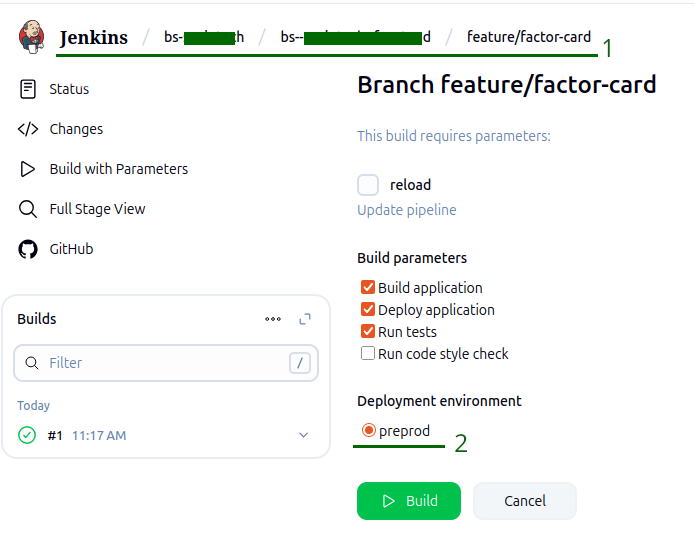 Jenkins / bs- h / bs-- d / feature/factor-card 1
Status
Changes
Build with Parameters
Full Stage View
GitHub
Builds
Filter /
Today
#1 11:17 AM
Branch feature/factor-card
This build requires parameters:
reload
Update pipeline
Build parameters
Build application
Deploy application
Run tests
Run code style check
Deployment environment
preprod
2
Build Cancel